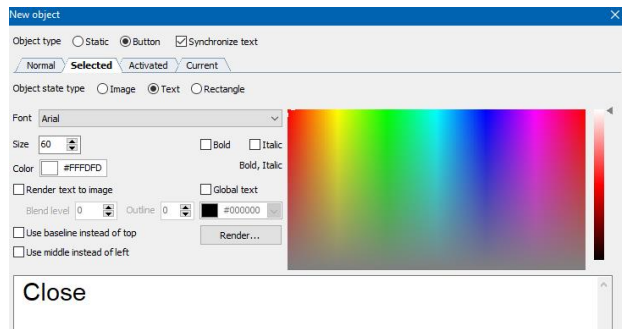 New object
Object type Static Button Synchronize text
Normal Selected Activated Current
Object state type Image Text Rectangle
Font Arial
Size 60 Bold Italic
Color #FFFDFD Bold, Italic
Render text to image Global text
Blend level 0 Outline 0 #000000
Use baseline instead of top Render...
Use middle instead of left
Close